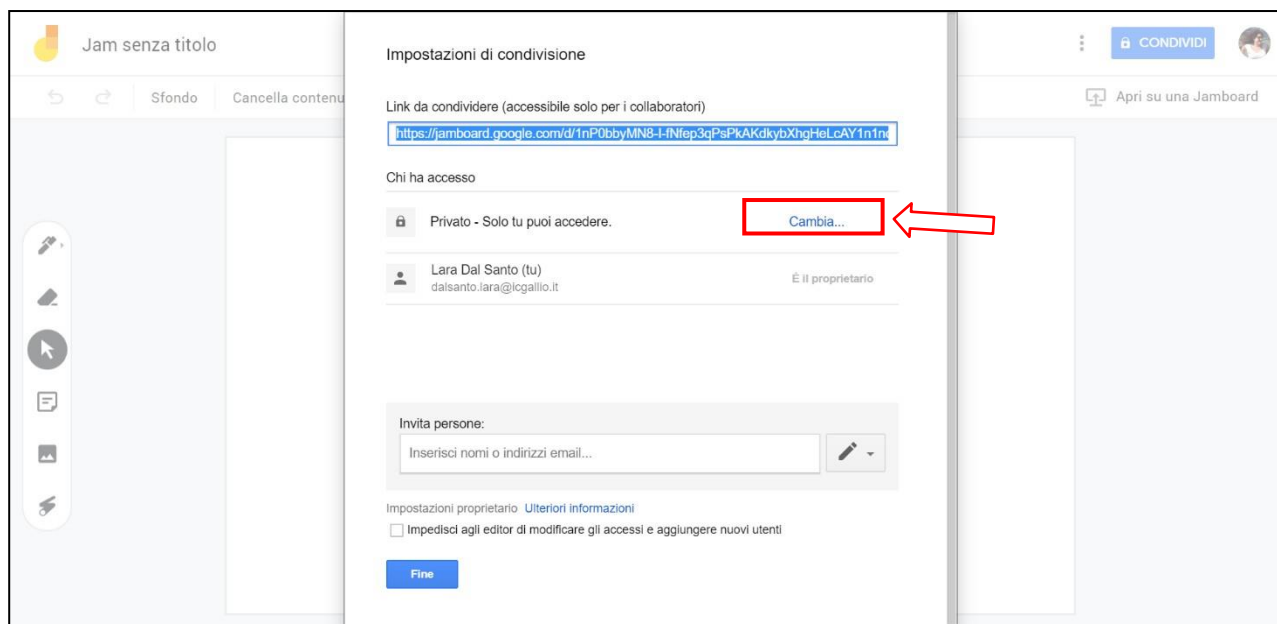 Jam senza titolo
CONDIVIDI
Sfondo
Cancella contenu
Apri su una Jamboard
Impostazioni di condivisione
Link da condividere (accessibile solo per i collaboratori)
https://jamboard.google.com/d/1nP0bbyMN8-I-fNfep3qPsPkAKdkybXhgHeLcAY1n1no
Chi ha accesso
Privato - Solo tu puoi accedere.
Cambia...
Lara Dal Santo (tu)
dalsanto.lara@icgallio.it
É il proprietario
Invita persone:
Inserisci nomi o indirizzi email...
Impostazioni proprietario Ulteriori informazioni
Impedisci agli editor di modificare gli accessi e aggiungere nuovi utenti
Fine